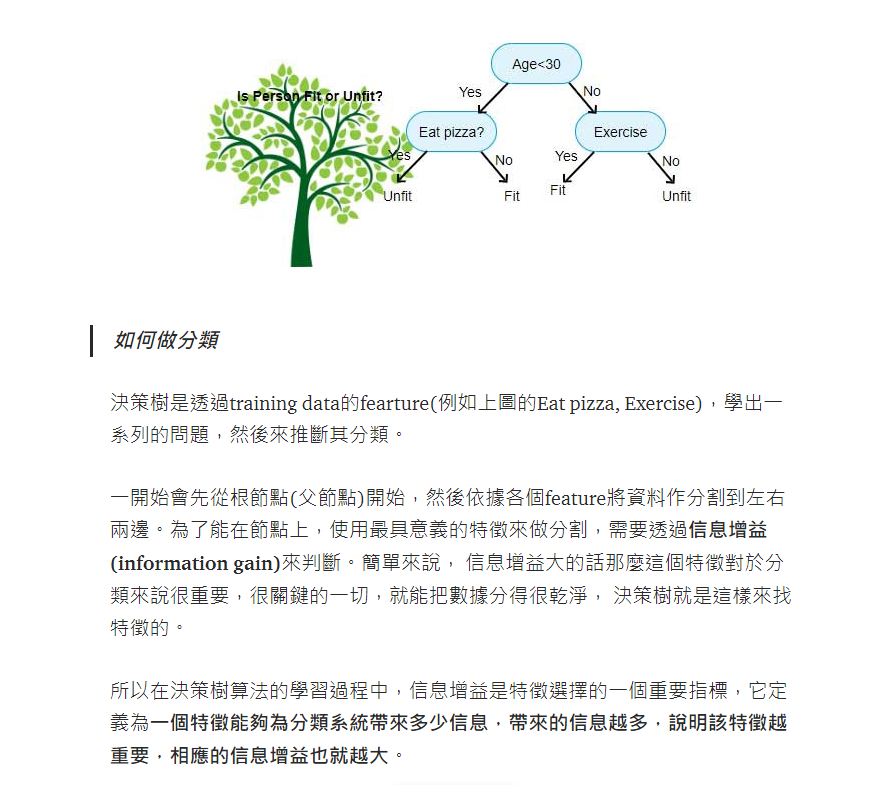 Is Person Fit or Unfit?
Age<30
Yes
No
Eat pizza?
Exercise
Yes
No
Yes
No
Unfit
Fit
Fit
Unfit
如何做分類
決策樹是透過training data的fearture(例如上圖的Eat pizza, Exercise)，學出一
系列的問題，然後來推斷其分類。
一開始會先從根節點(父節點)開始，然後依據各個feature將資料作分割到左右
兩邊。為了能在節點上，使用最具意義的特徵來做分割，需要透過信息增益
(information gain)來判斷。簡單來說， 信息增益大的話那麼這個特徵對於分
類來說很重要，很關鍵的一切，就能把數據分得很乾淨， 決策樹就是這樣來找
特徵的。
所以在決策樹算法的學習過程中，信息增益是特徵選擇的一個重要指標，它定
義為一個特徵能夠為分類系統帶來多少信息，帶來的信息越多，說明該特徵越
重要，相應的信息增益也就越大。